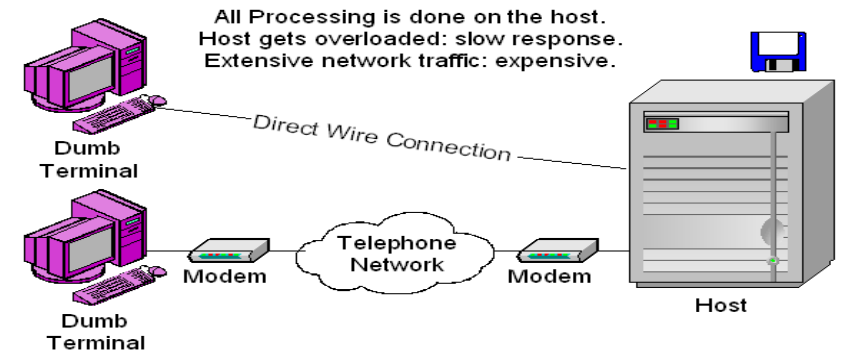 All Processing is done on the host.
Host gets overloaded: slow response.
Extensive network traffic: expensive.
Direct Wire Connection
Dumb
Terminal
Telephone
Network
Modem
Modem
Host
Dumb
Terminal